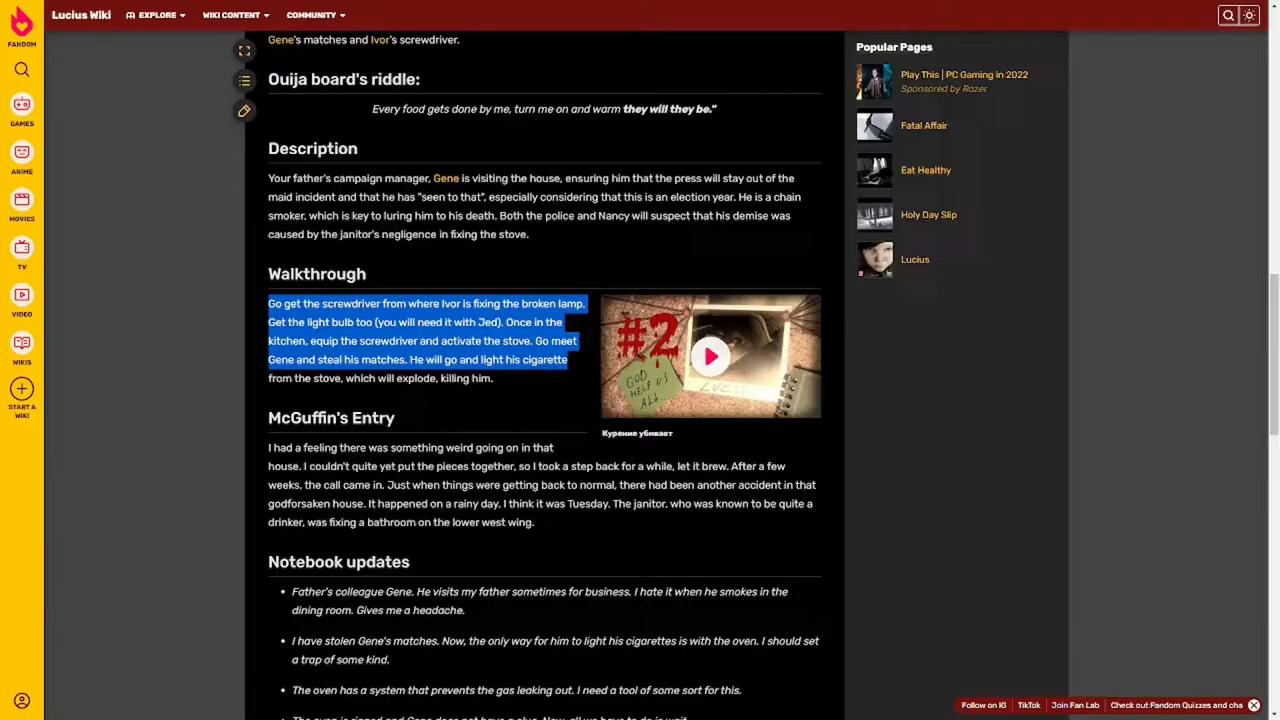 Lucius Wiki
EXPLORE
WIKI CONTENT
COMMUNITY
FANDOM
GAMES
ANIME
MOVIES
TV
VIDEO
WIKIS
START A
WIKI
Gene's matches and Ivor's screwdriver.
Ouija board's riddle:
Every food gets done by me, turn me on and warm they will they be."
Description
Your father's campaign manager, Gene is visiting the house, ensuring him that the press will stay out of the
maid incident and that he has "seen to that", especially considering that this is an election year. He is a chain
smoker, which is key to luring him to his death. Both the police and Nancy will suspect that his demise was
caused by the janitor's negligence in fixing the stove.
Walkthrough
Go get the screwdriver from where Ivor is fixing the broken lamp.
Get the light bulb too (you will need it with Jed). Once in the
kitchen, equip the screwdriver and activate the stove. Go meet
Gene and steal his matches. He will go and light his cigarette
from the stove, which will explode, killing him.
#2
GOD
HELP US
ALL
Курение убивает
McGuffin's Entry
I had a feeling there was something weird going on in that
house. I couldn't quite yet put the pieces together, so I took a step back for a while, let it brew. After a few
weeks, the call came in. Just when things were getting back to normal, there had been another accident in that
godforsaken house. It happened on a rainy day. I think it was Tuesday. The janitor, who was known to be quite a
drinker, was fixing a bathroom on the lower west wing.
Notebook updates
• Father's colleague Gene. He visits my father sometimes for business. I hate it when he smokes in the
dining room. Gives me a headache.
• I have stolen Gene's matches. Now, the only way for him to light his cigarettes is with the oven. I should set
a trap of some kind.
• The oven has a system that prevents the gas leaking out. I need a tool of some sort for this.
Popular Pages
Play This | PC Gaming in 2022
Sponsored by Razer
Fatal Affair
Eat Healthy
Holy Day Slip
Lucius
Follow on IG
TikTok
Join Fan Lab
Check out Fandom Quizzes and cha